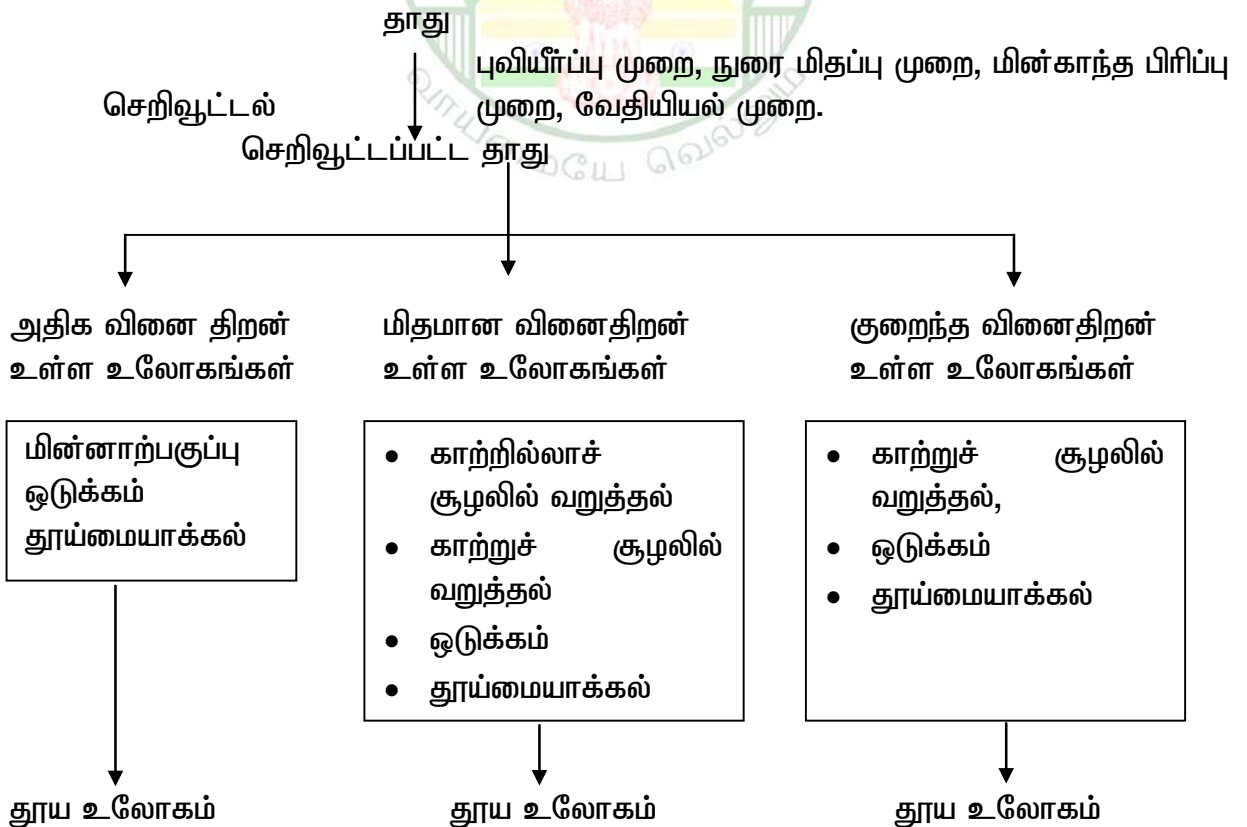 தாது
புவியீர்ப்பு முறை, நுரை மிதப்பு முறை, மின்காந்த பிரிப்பு
செறிவூட்டல்
முறை, வேதியியல் முறை.
செறிவூட்டப்பட்ட தாது
வாய்மையே வெல்லும்
அதிக வினை திறன்
உள்ள உலோகங்கள்
மின்னாற்பகுப்பு
ஒடுக்கம்
தூய்மையாக்கல்
தூய உலோகம்
மிதமான வினைதிறன்
உள்ள உலோகங்கள்
• காற்றில்லாச்
சூழலில் வறுத்தல்
• காற்றுச் சூழலில்
வறுத்தல்
• ஒடுக்கம்
• தூய்மையாக்கல்
தூய உலோகம்
குறைந்த வினைதிறன்
உள்ள உலோகங்கள்
• காற்றுச் சூழலில்
வறுத்தல்,
• ஒடுக்கம்
• தூய்மையாக்கல்
தூய உலோகம்